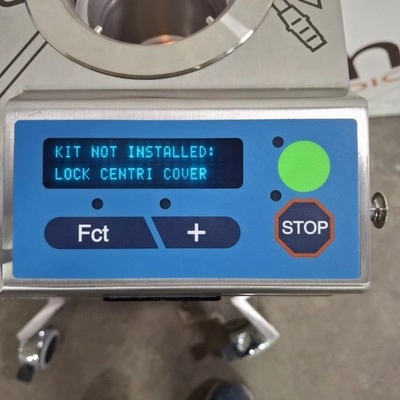 KIT NOT INSTALLED:
LOCK CENTRI COVER
Fct
+
STOP